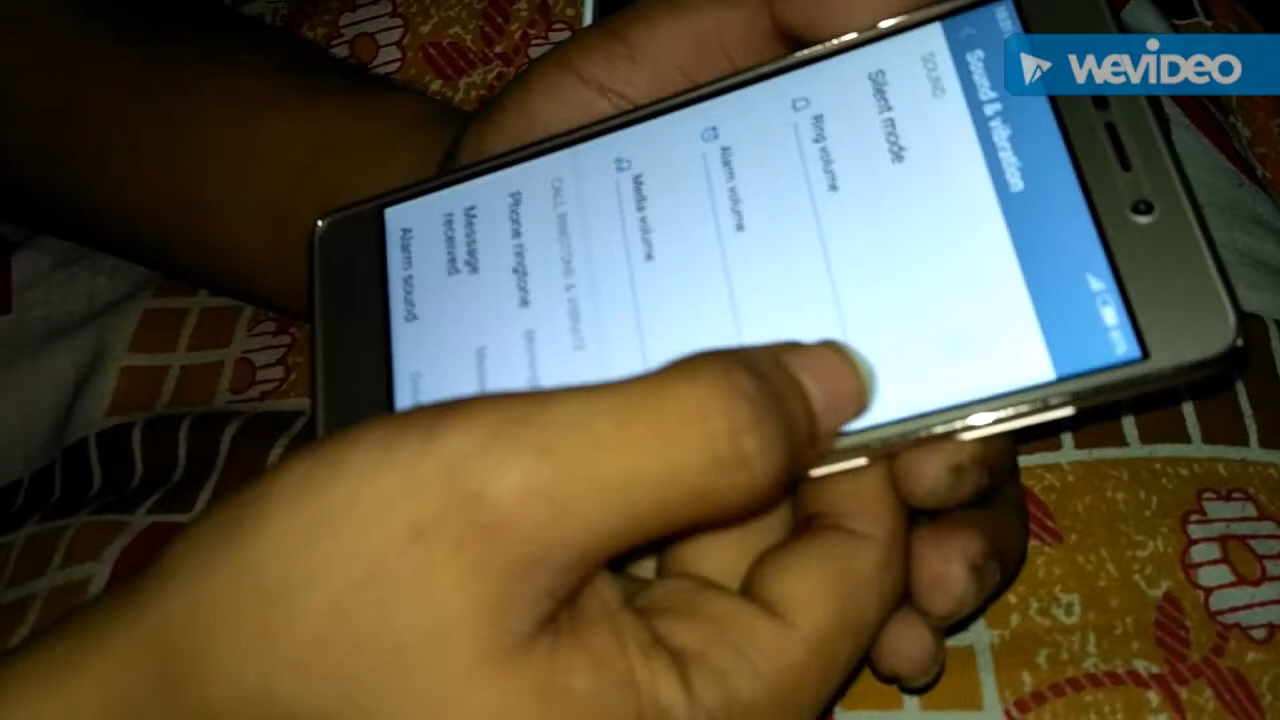 WEVIDEO
Sound & vibration
SOUND
Silent mode
Ring volume
Alarm volume
Media volume
CALL RINGTONE & VIBRATE
Phone ringtone
Message
received
Alarm sound